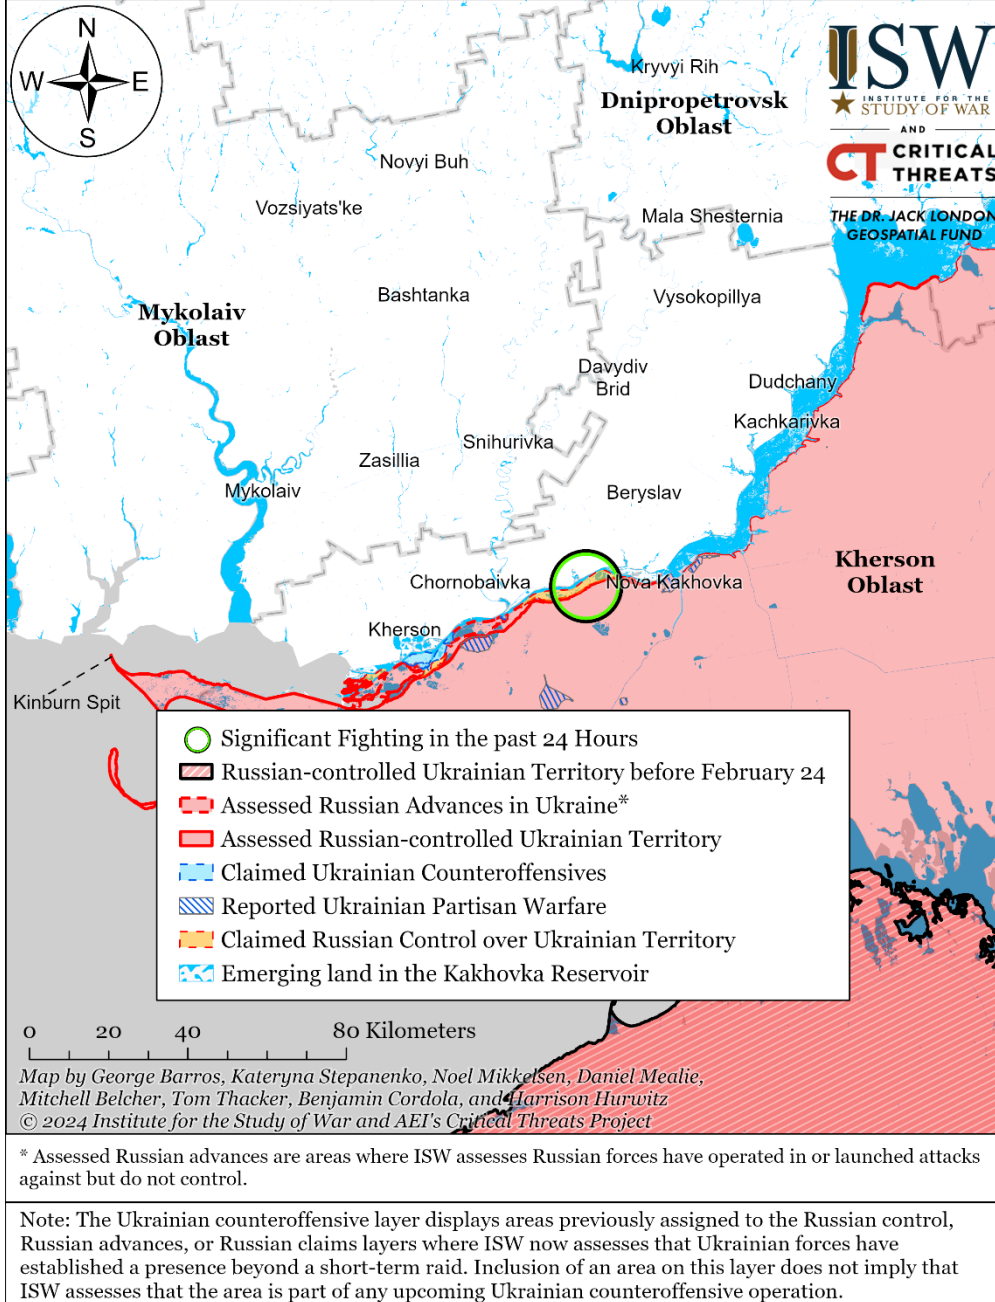 N
W
E
S
ISW
INSTITUTE FOR THE
STUDY OF WAR
AND
CT CRITICAL
THREATS
THE DR. JACK LONDON
GEOSPATIAL FUND
Kryvyi Rih
Dnipropetrovsk
Oblast
Novyi Buh
Vozsiyats'ke
Mala Shesternia
Bashtanka
Vysokopillya
Mykolaiv
Oblast
Davydiv
Brid
Dudchany
Kachkarivka
Snihurivka
Zasillia
Mykolaiv
Beryslav
Kherson
Oblast
Chornobaivka
Nova Kakhovka
Kherson
Kinburn Spit
Significant Fighting in the past 24 Hours
Russian-controlled Ukrainian Territory before February 24
Assessed Russian Advances in Ukraine*
Assessed Russian-controlled Ukrainian Territory
Claimed Ukrainian Counteroffensives
Reported Ukrainian Partisan Warfare
Claimed Russian Control over Ukrainian Territory
Emerging land in the Kakhovka Reservoir
0 20 40 80 Kilometers
Map by George Barros, Kateryna Stepanenko, Noel Mikkelsen, Daniel Mealie,
Mitchell Belcher, Tom Thacker, Benjamin Cordola, and Harrison Hurwitz
© 2024 Institute for the Study of War and AEI's Critical Threats Project
* Assessed Russian advances are areas where ISW assesses Russian forces have operated in or launched attacks
against but do not control.
Note: The Ukrainian counteroffensive layer displays areas previously assigned to the Russian control,
Russian advances, or Russian claims layers where ISW now assesses that Ukrainian forces have
established a presence beyond a short-term raid. Inclusion of an area on this layer does not imply that
ISW assesses that the area is part of any upcoming Ukrainian counteroffensive operation.